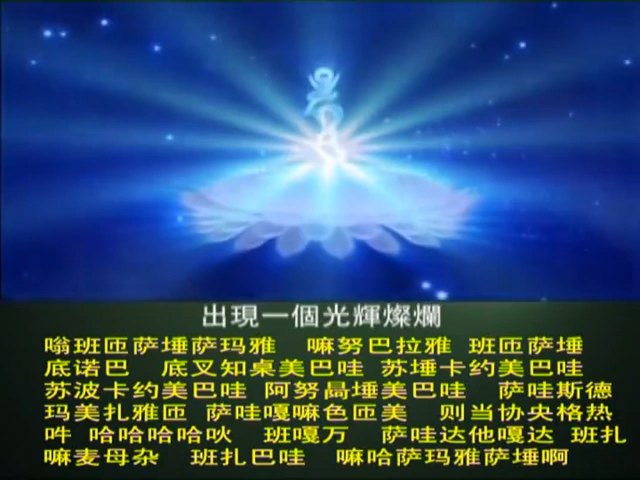 出現一個光輝燦爛
嗡班匝萨埵萨玛雅　嘛努巴拉雅 班匝萨埵
底诺巴　底叉知桌美巴哇 苏埵卡约美巴哇
苏波卡约美巴哇 阿努晑埵美巴哇　萨哇斯德
玛美扎雅匝　萨哇嘎嘛色匝美　则当协央格热
吽 哈哈哈哈吙　班嘎万　萨哇达他嘎达 班扎
嘛麦母杂　班扎巴哇　嘛哈萨玛雅萨埵啊